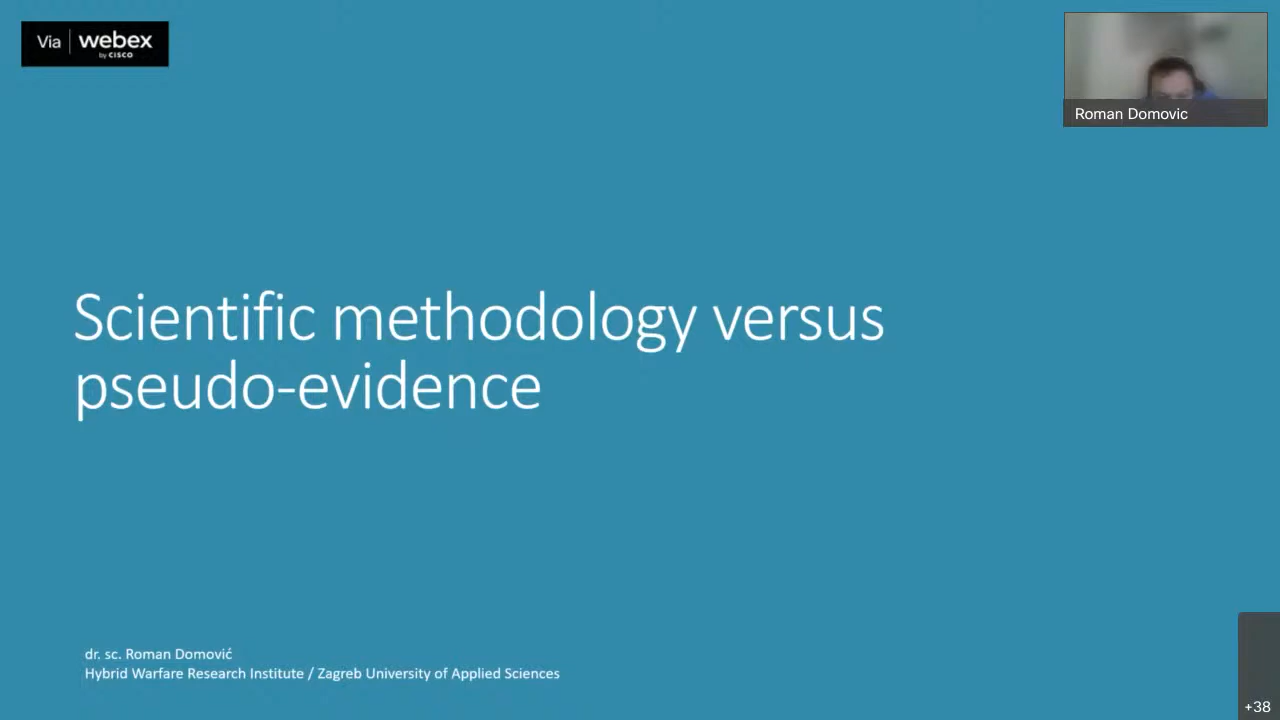 Via webex
by CISCO
Roman Domovic
Scientific methodology versus
pseudo-evidence
dr. sc. Roman Domović
Hybrid Warfare Research Institute / Zagreb University of Applied Sciences
+38